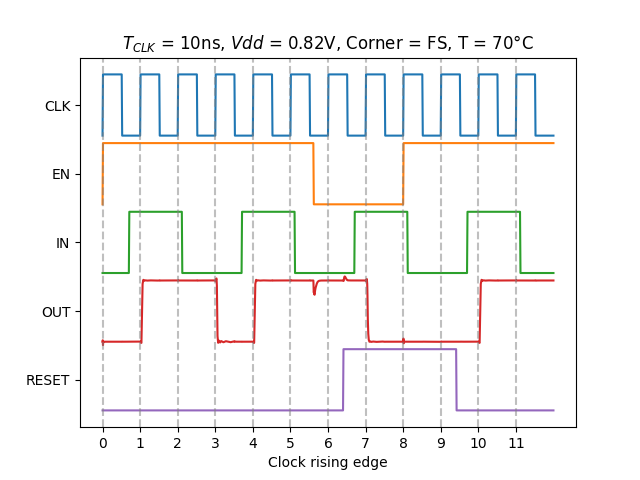 T_CLK = 10ns, Vdd = 0.82V, Corner = FS, T = 70°C
CLK
EN
IN
OUT
RESET
0 1 2 3 4 5 6 7 8 9 10 11
Clock rising edge